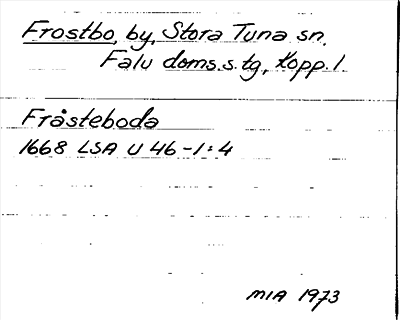 Frostbo, by, Stora Tuna sn.
Falu doms.s. tg, Kopp. l.
Fråsteboda
1668 LSA U 46-1:4
MIA 1973